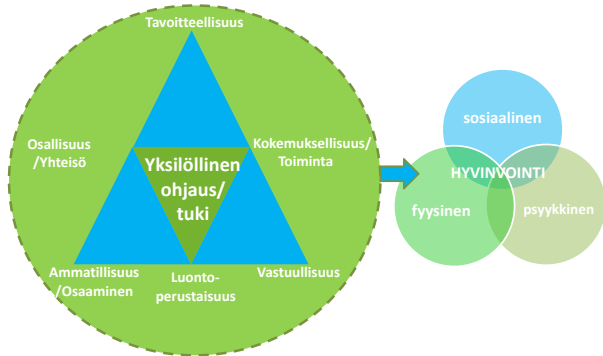 Tavoitteellisuus
Osallisuus
/Yhteisö
Kokemuksellisuus/
Toiminta
Yksilöllinen
ohjaus/
tuki
Ammatillisuus
/Osaaminen
Luonto-
perustaisuus
Vastuullisuus
sosiaalinen
HYVINVOINTI
fyysinen
psyykkinen